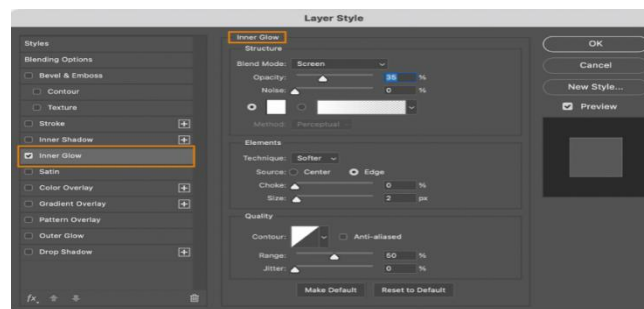 Layer Style
Styles
Blending Options
Bevel & Emboss
Contour
Texture
Stroke
Inner Shadow
Inner Glow
Satin
Color Overlay
Gradient Overlay
Pattern Overlay
Outer Glow
Drop Shadow
fx
Inner Glow
Structure
Blend Mode: Screen
Opacity: 35 %
Noise: 0 %
Method: Perceptual
Elements
Technique: Softer
Source: Center Edge
Choke: 0 %
Size: 2 px
Quality
Contour: Anti-aliased
Range: 50 %
Jitter: 0 %
Make Default Reset to Default
OK
Cancel
New Style...
Preview